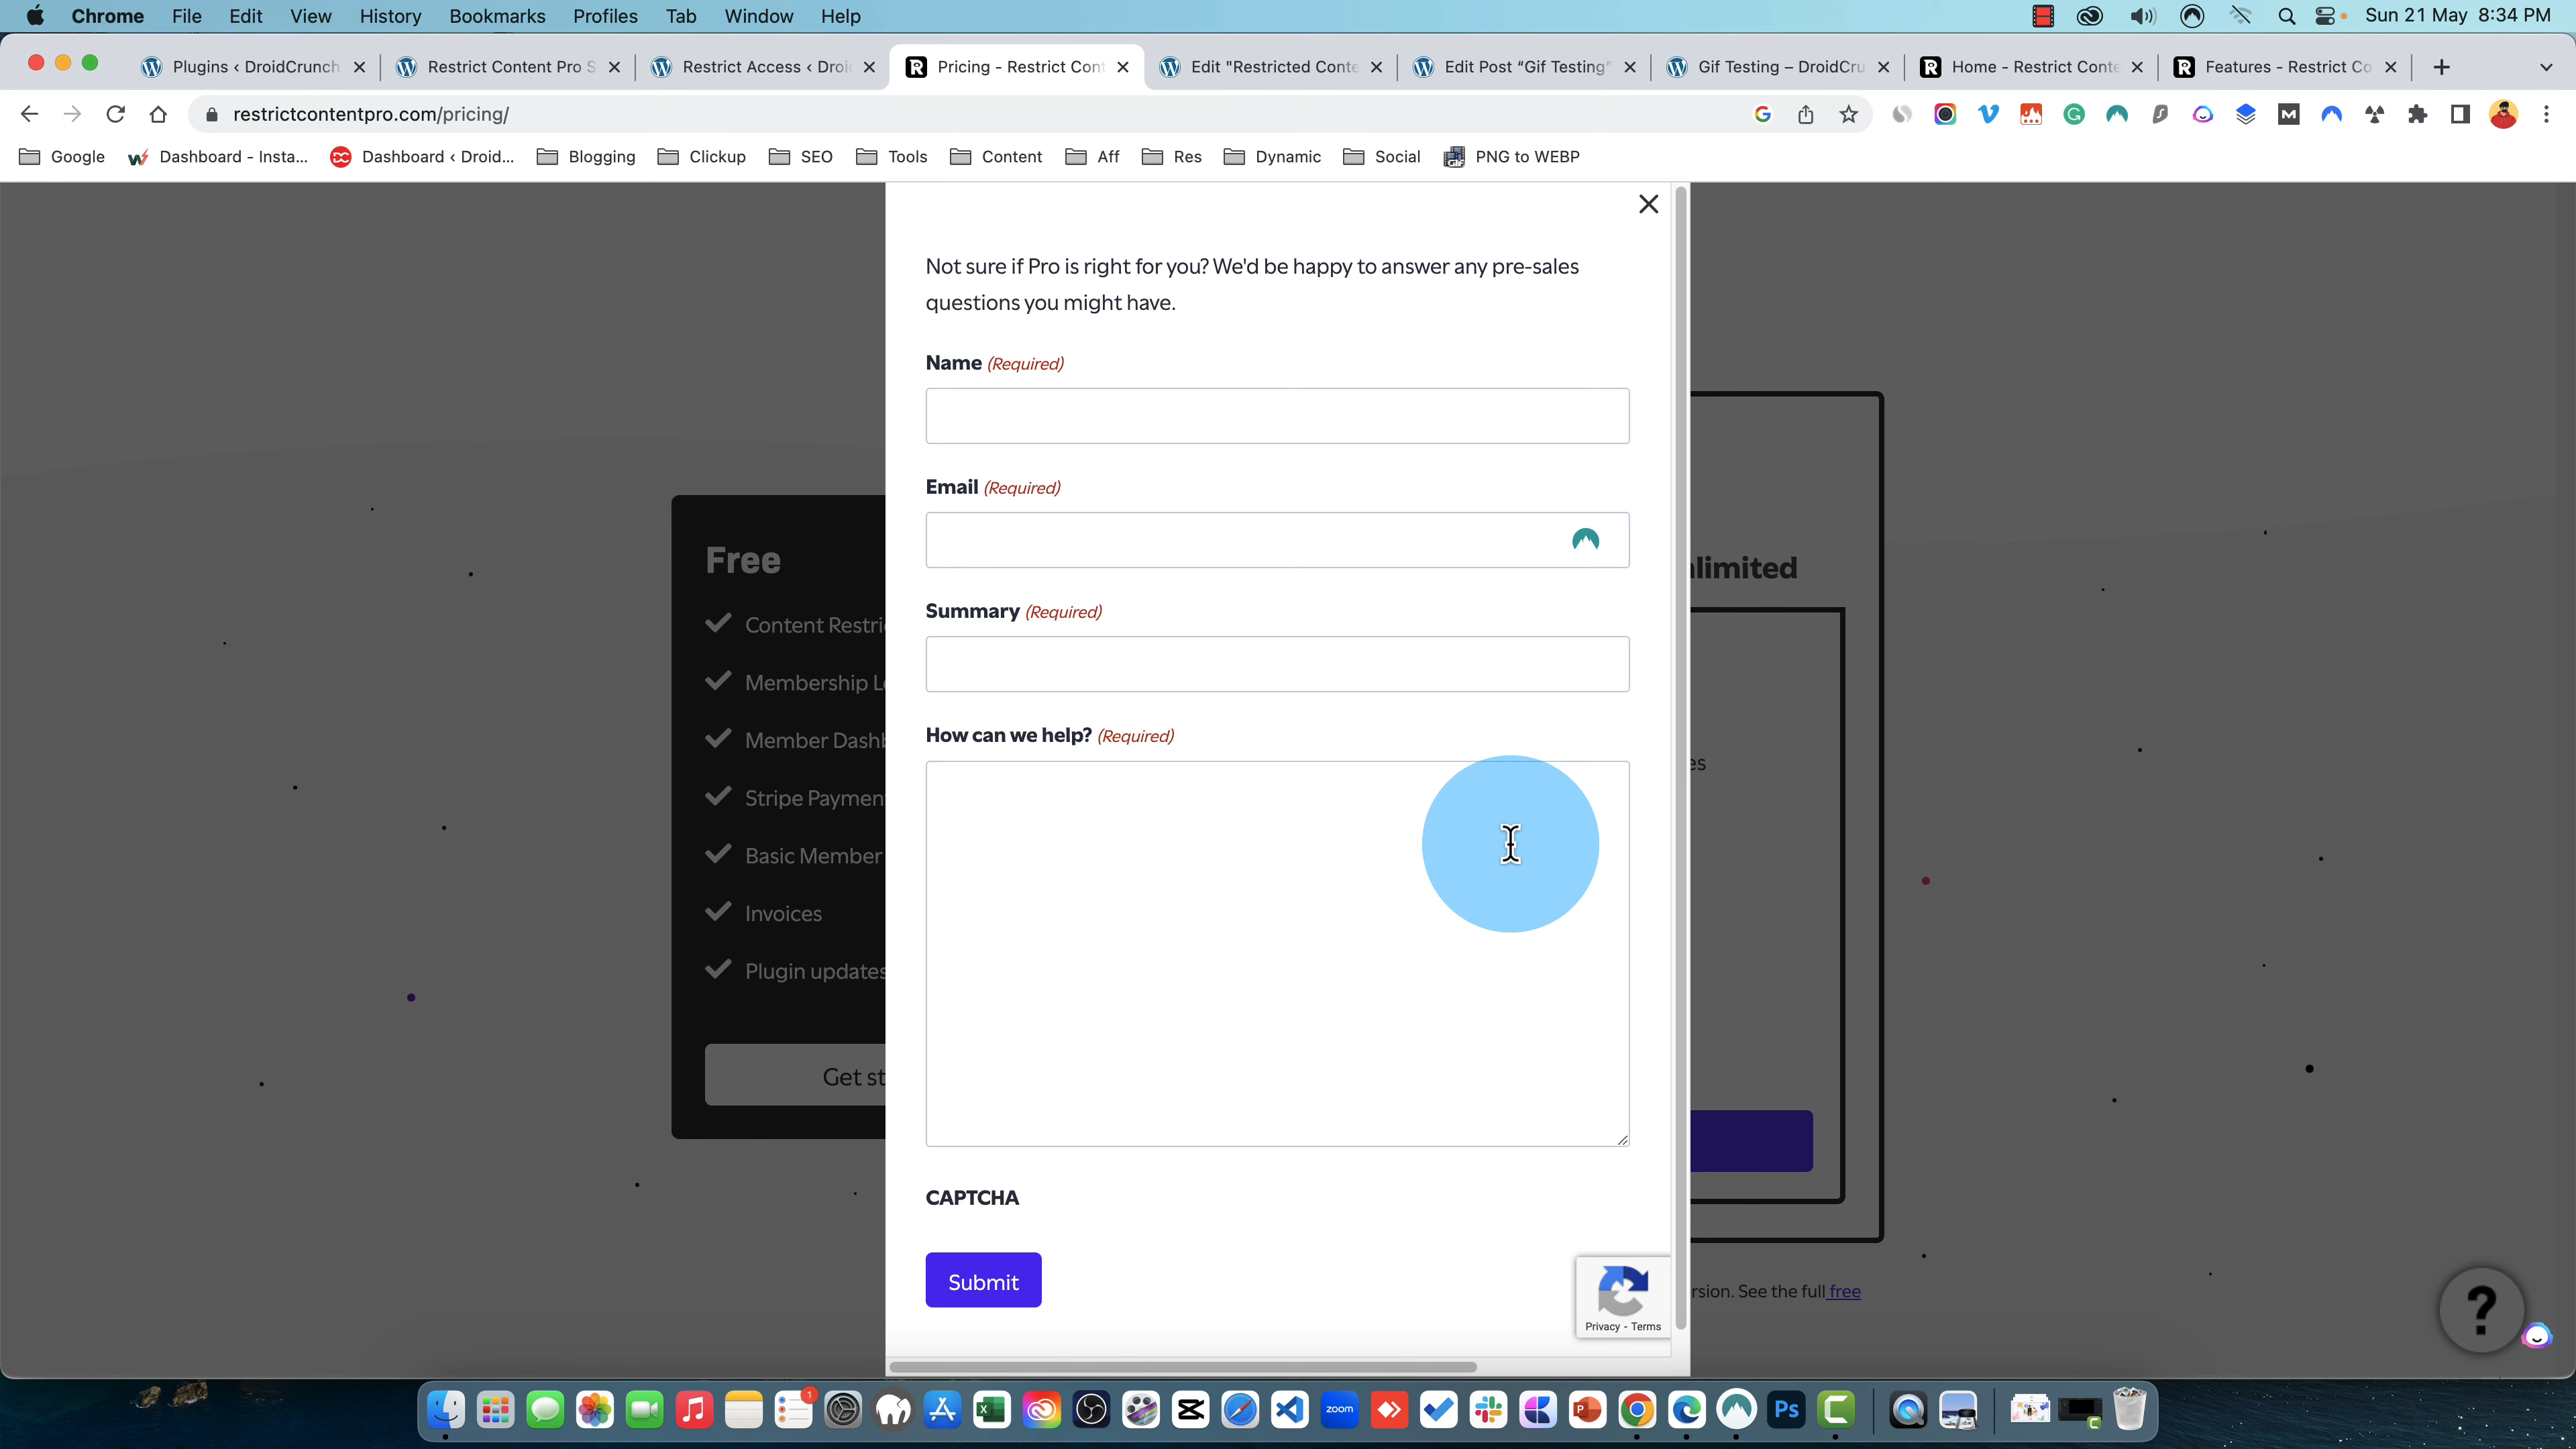 Chrome File Edit View History Bookmarks Profiles Tab Window Help Sun 21 May 8:34 PM
Plugins ‹ DroidCrunch Restrict Content Pro S Restrict Access ‹ Droi Pricing - Restrict Cont Edit "Restricted Conte Edit Post “Gif Testing” Gif Testing – DroidCru Home - Restrict Conte Features - Restrict Co
restrictcontentpro.com/pricing/
Google Dashboard - Insta... Dashboard ‹ Droid... Blogging Clickup SEO Tools Content Aff Res Dynamic Social PNG to WEBP
Not sure if Pro is right for you? We'd be happy to answer any pre-sales
questions you might have.
Name (Required)
Email (Required)
Summary (Required)
How can we help? (Required)
CAPTCHA
Submit
Privacy - Terms
Free
Content Restri
Membership L
Member Dashb
Stripe Paymen
Basic Member
Invoices
Plugin updates
Get st
limited
es
rsion. See the full free
?
1
zoom
Ps